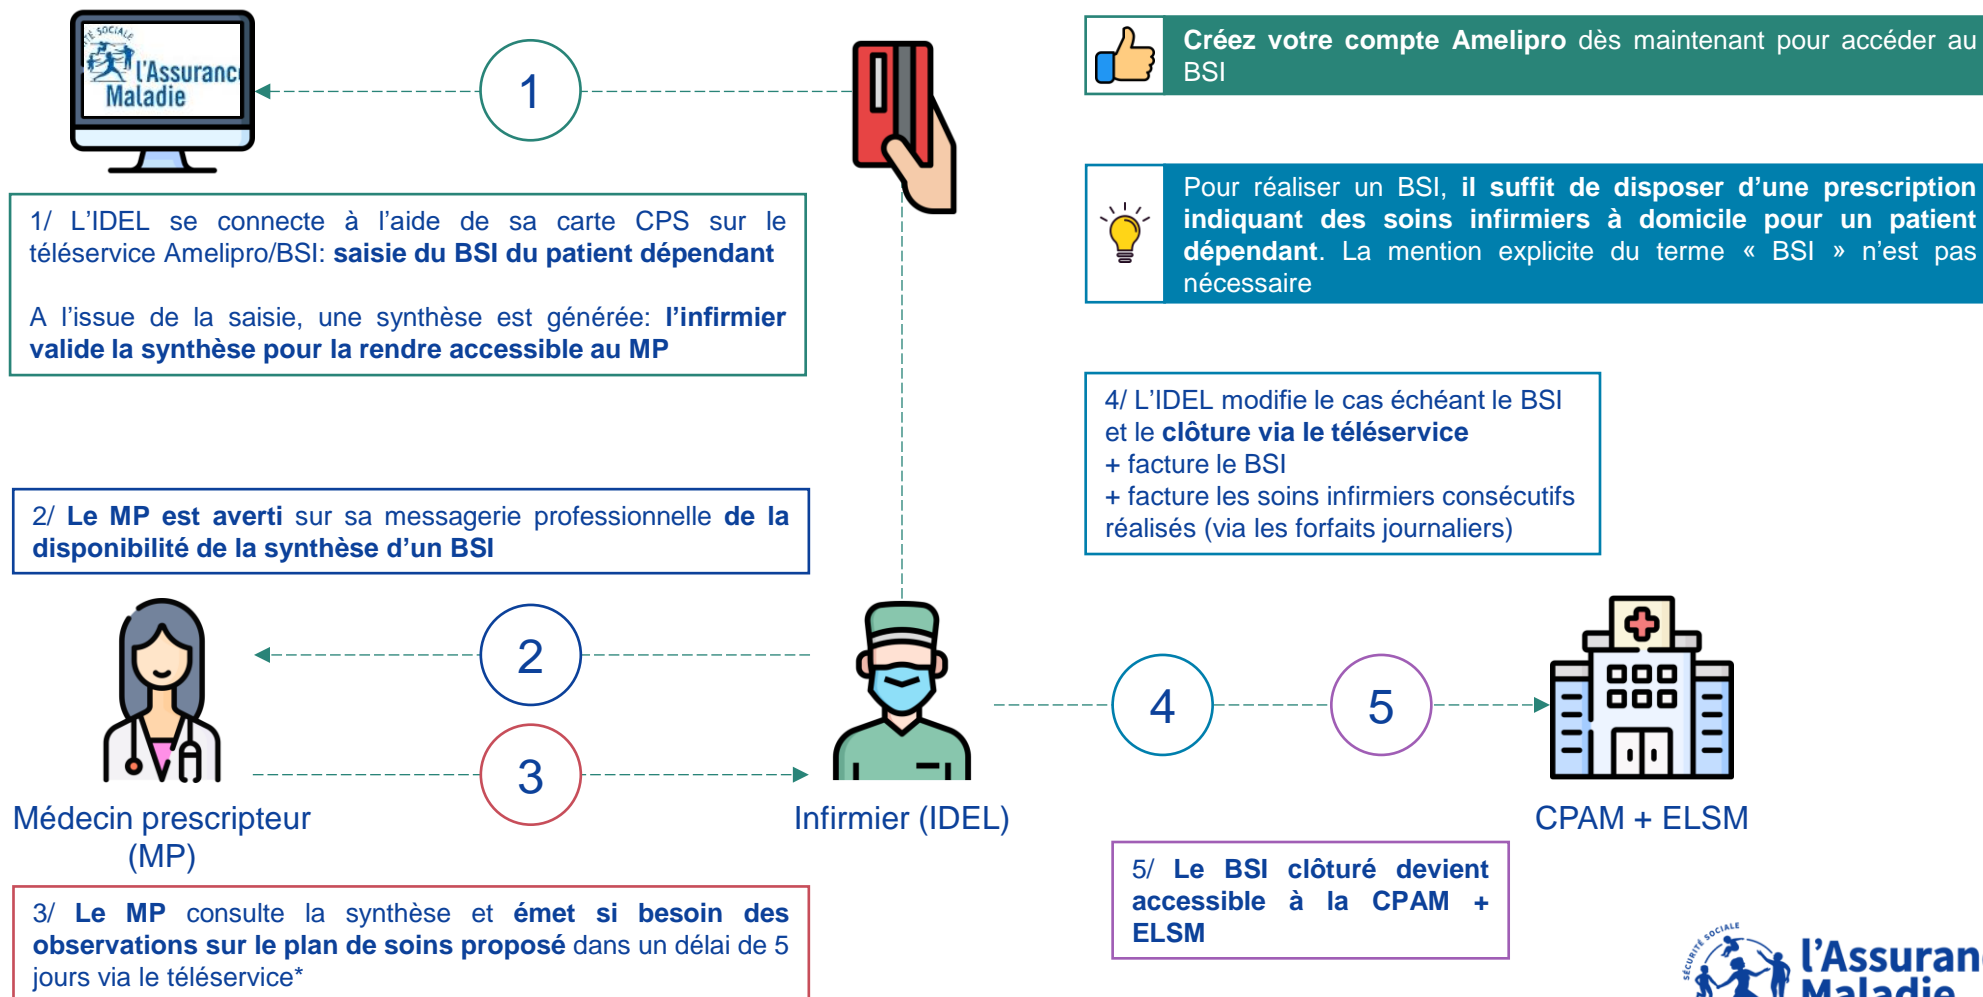 SOCIALE
l'Assuranc
Maladie
1
1/ L'IDEL se connecte à l'aide de sa carte CPS sur le
téléservice Amelipro/BSI: saisie du BSI du patient dépendant
A l'issue de la saisie, une synthèse est générée: l'infirmier
valide la synthèse pour la rendre accessible au MP
Créez votre compte Amelipro dès maintenant pour accéder au
BSI
Pour réaliser un BSI, il suffit de disposer d'une prescription
indiquant des soins infirmiers à domicile pour un patient
dépendant. La mention explicite du terme « BSI » n'est pas
nécessaire
2/ Le MP est averti sur sa messagerie professionnelle de la
disponibilité de la synthèse d'un BSI
4/ L'IDEL modifie le cas échéant le BSI
et le clôture via le téléservice
+ facture le BSI
+ facture les soins infirmiers consécutifs
réalisés (via les forfaits journaliers)
2
3
4
5
Médecin prescripteur
(MP)
Infirmier (IDEL)
CPAM + ELSM
3/ Le MP consulte la synthèse et émet si besoin des
observations sur le plan de soins proposé dans un délai de 5
jours via le téléservice*
5/ Le BSI clôturé devient
accessible à la CPAM +
ELSM
SÉCURITÉ SOCIALE
l'Assuran
Maladie